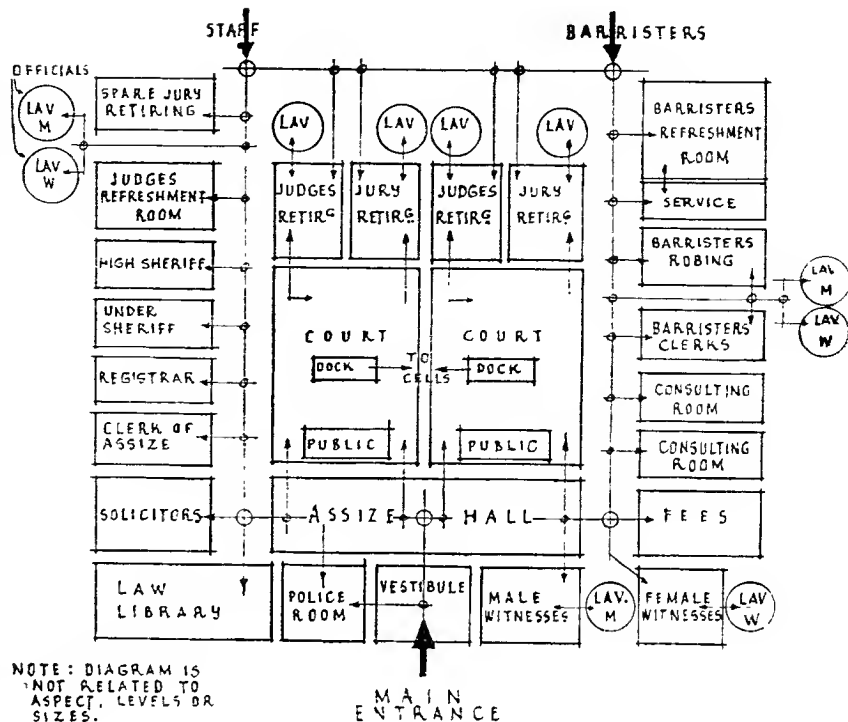 STAFF
BARRISTERS
OFFICIALS
LAV
M
LAV
W
SPARE JURY
RETIRING
JUDGES
REFRESHMENT
ROOM
HIGH SHERIFF
UNDER
SHERIFF
REGISTRAR
CLERK OF
ASSIZE
SOLICITORS
LAW
LIBRARY
LAV
LAV
LAV
LAV
JUDGES
RETIRG
JURY
RETIRG
JUDGES
RETIRG
JURY
RETIRG
COURT
DOCK
PUBLIC
TO
CELLS
COURT
DOCK
PUBLIC
ASSIZE HALL
POLICE
ROOM
VESTIBULE
MALE
WITNESSES
LAV.
M
FEMALE
WITNESSES
LAV
W
BARRISTERS
REFRESHMENT
ROOM
SERVICE
BARRISTERS
ROBING
LAV
M
LAV.
W
BARRISTERS
CLERKS
CONSULTING
ROOM
CONSULTING
ROOM
FEES
MAIN
ENTRANCE
NOTE: DIAGRAM IS
NOT RELATED TO
ASPECT, LEVELS OR
SIZES.